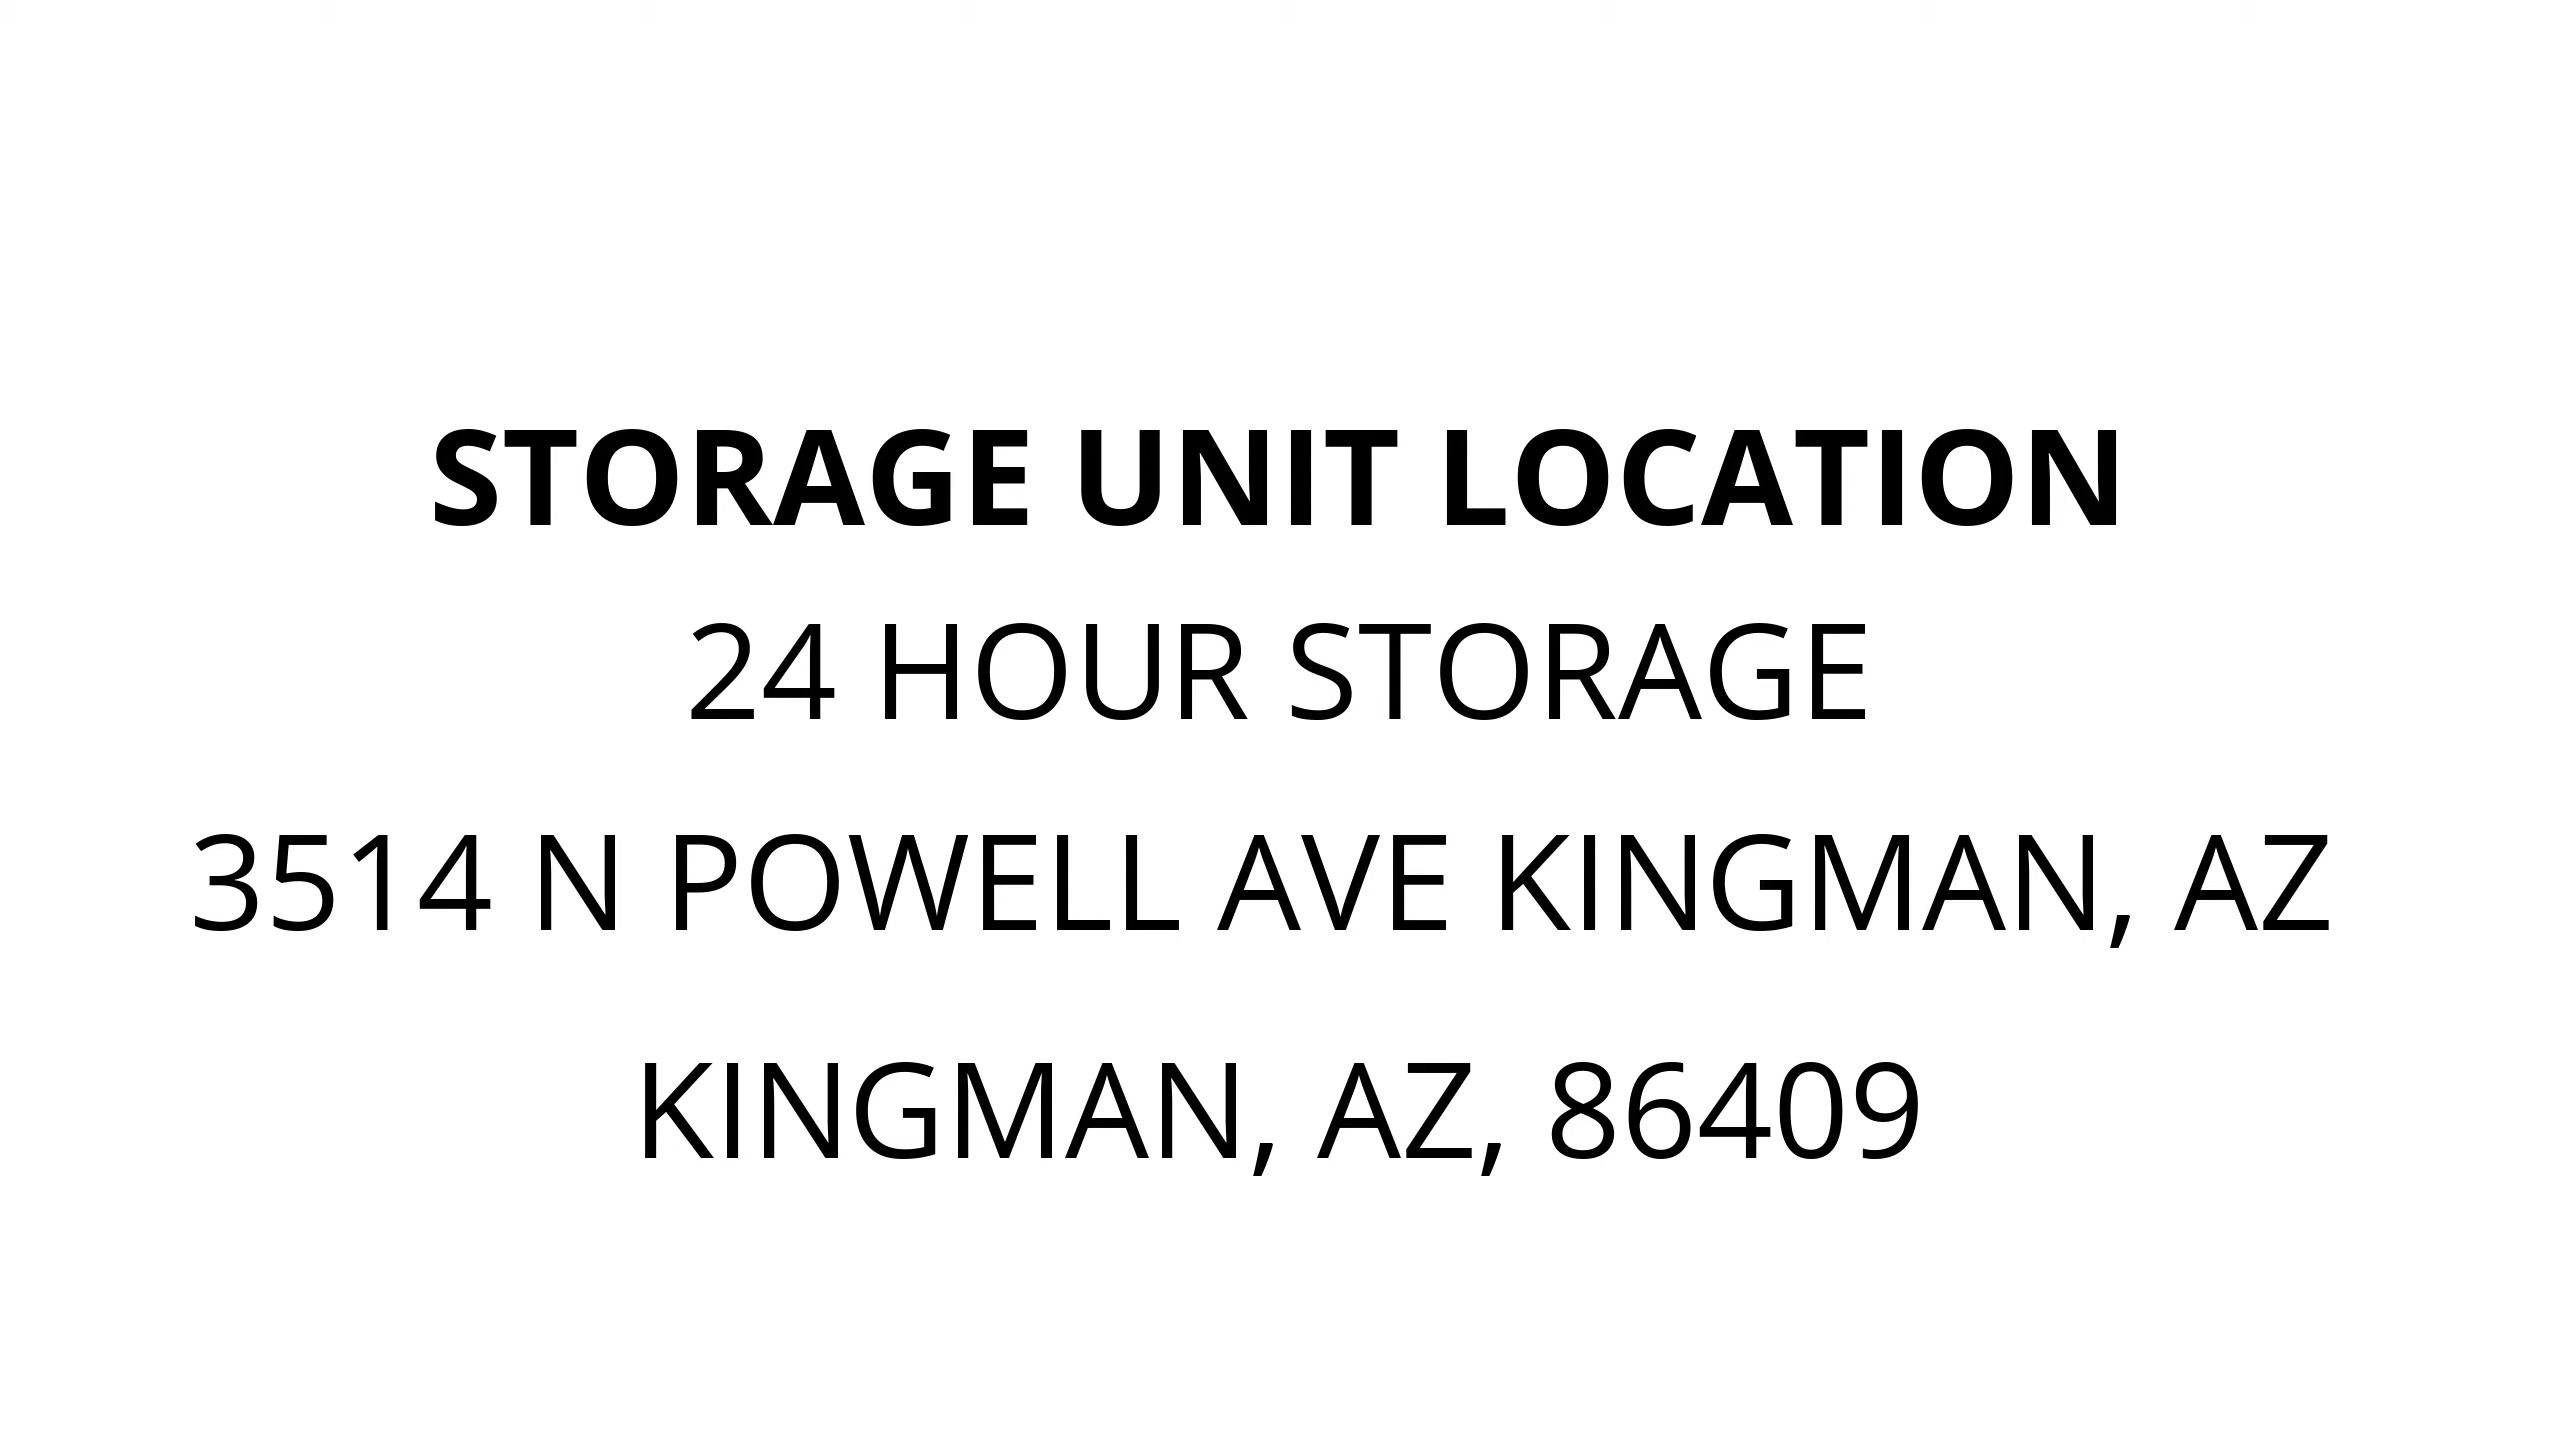 STORAGE UNIT LOCATION
24 HOUR STORAGE
3514 N POWELL AVE KINGMAN, AZ
KINGMAN, AZ, 86409